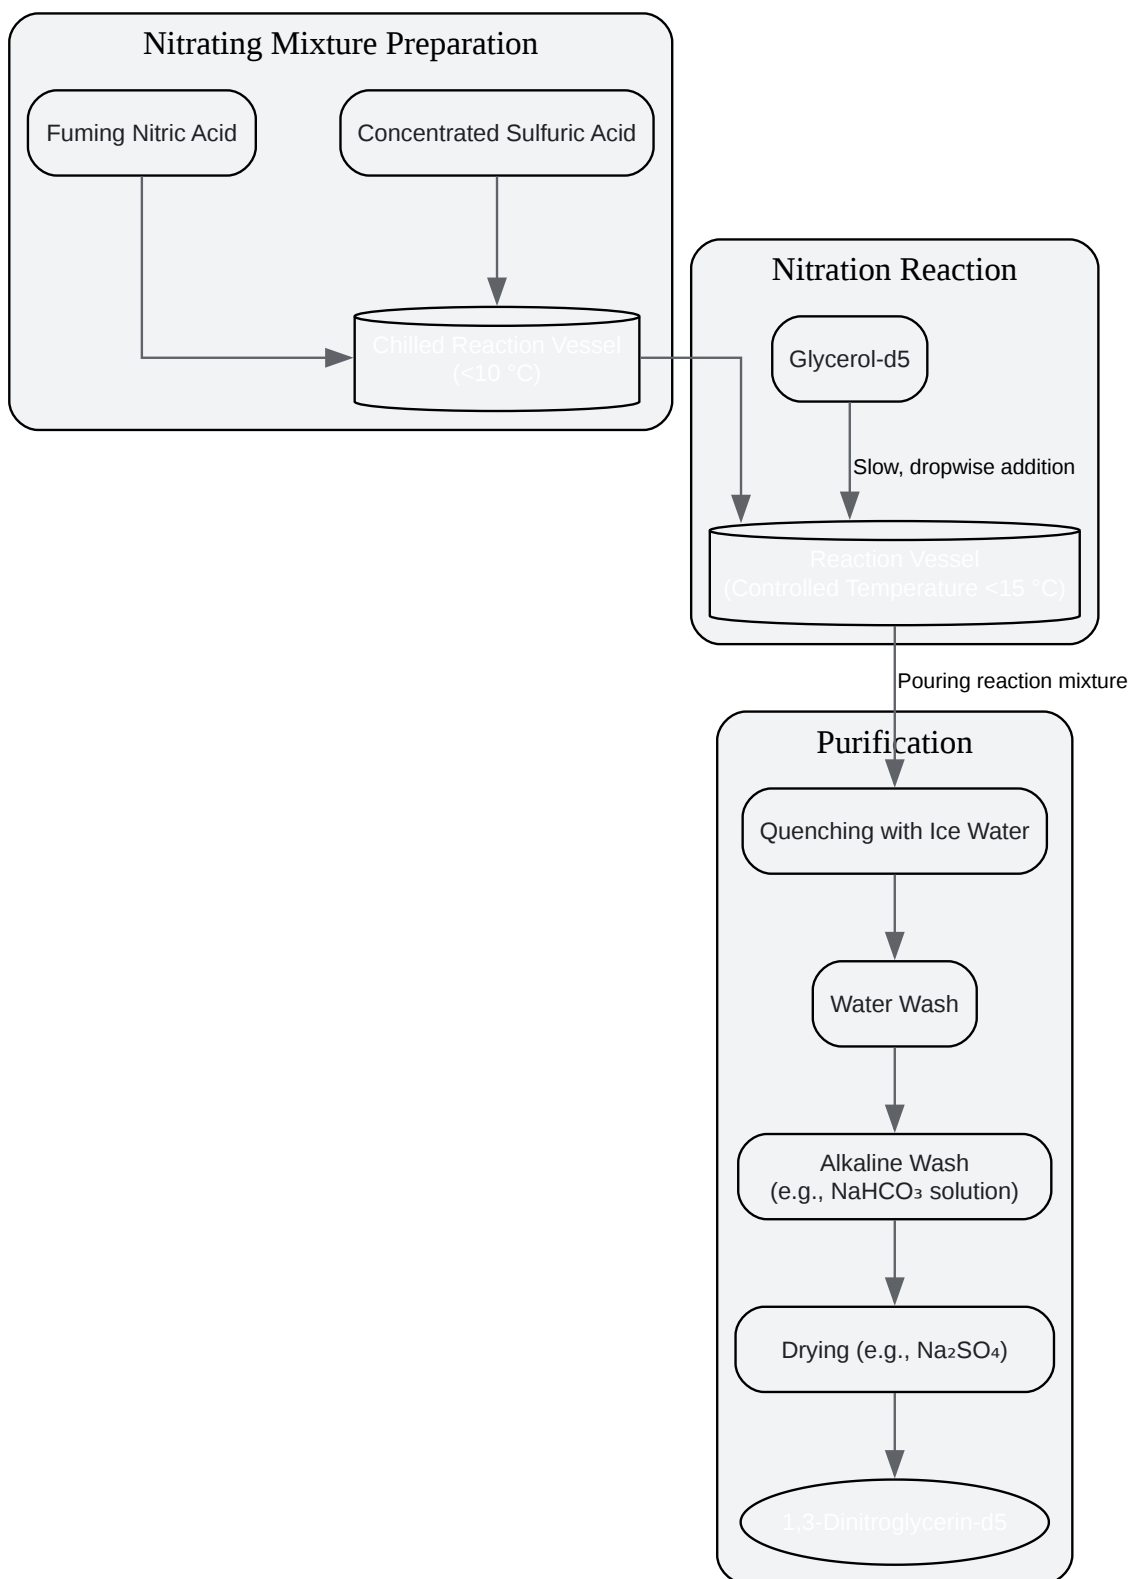 Nitrating Mixture Preparation
Fuming Nitric Acid
Concentrated Sulfuric Acid
Chilled Reaction Vessel
(<10 °C)
Nitration Reaction
Glycerol-d5
Slow, dropwise addition
Reaction Vessel
(Controlled Temperature <15 °C)
Pouring reaction mixture
Purification
Quenching with Ice Water
Water Wash
Alkaline Wash
(e.g., NaHCO₃ solution)
Drying (e.g., Na₂SO₄)
1,3-Dinitroglycerin-d5